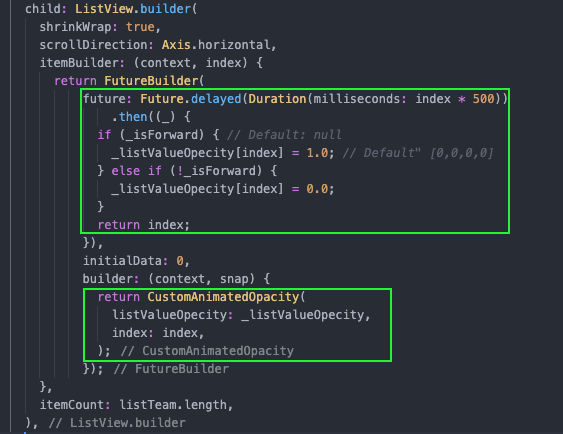 child: ListView.builder(
shrinkWrap: true,
scrollDirection: Axis.horizontal,
itemBuilder: (context, index) {
return FutureBuilder(
future: Future.delayed(Duration(milliseconds: index * 500))
.then((_) {
if (_isForward) { // Default: null
_listValueOpecity[index] = 1.0; // Default" [0,0,0,0]
} else if (!_isForward) {
_listValueOpecity[index] = 0.0;
}
return index;
}),
initialData: 0,
builder: (context, snap) {
return CustomAnimatedOpacity(
listValueOpecity: _listValueOpecity,
index: index,
); // CustomAnimatedOpacity
}); // FutureBuilder
},
itemCount: listTeam.length,
), // ListView.builder